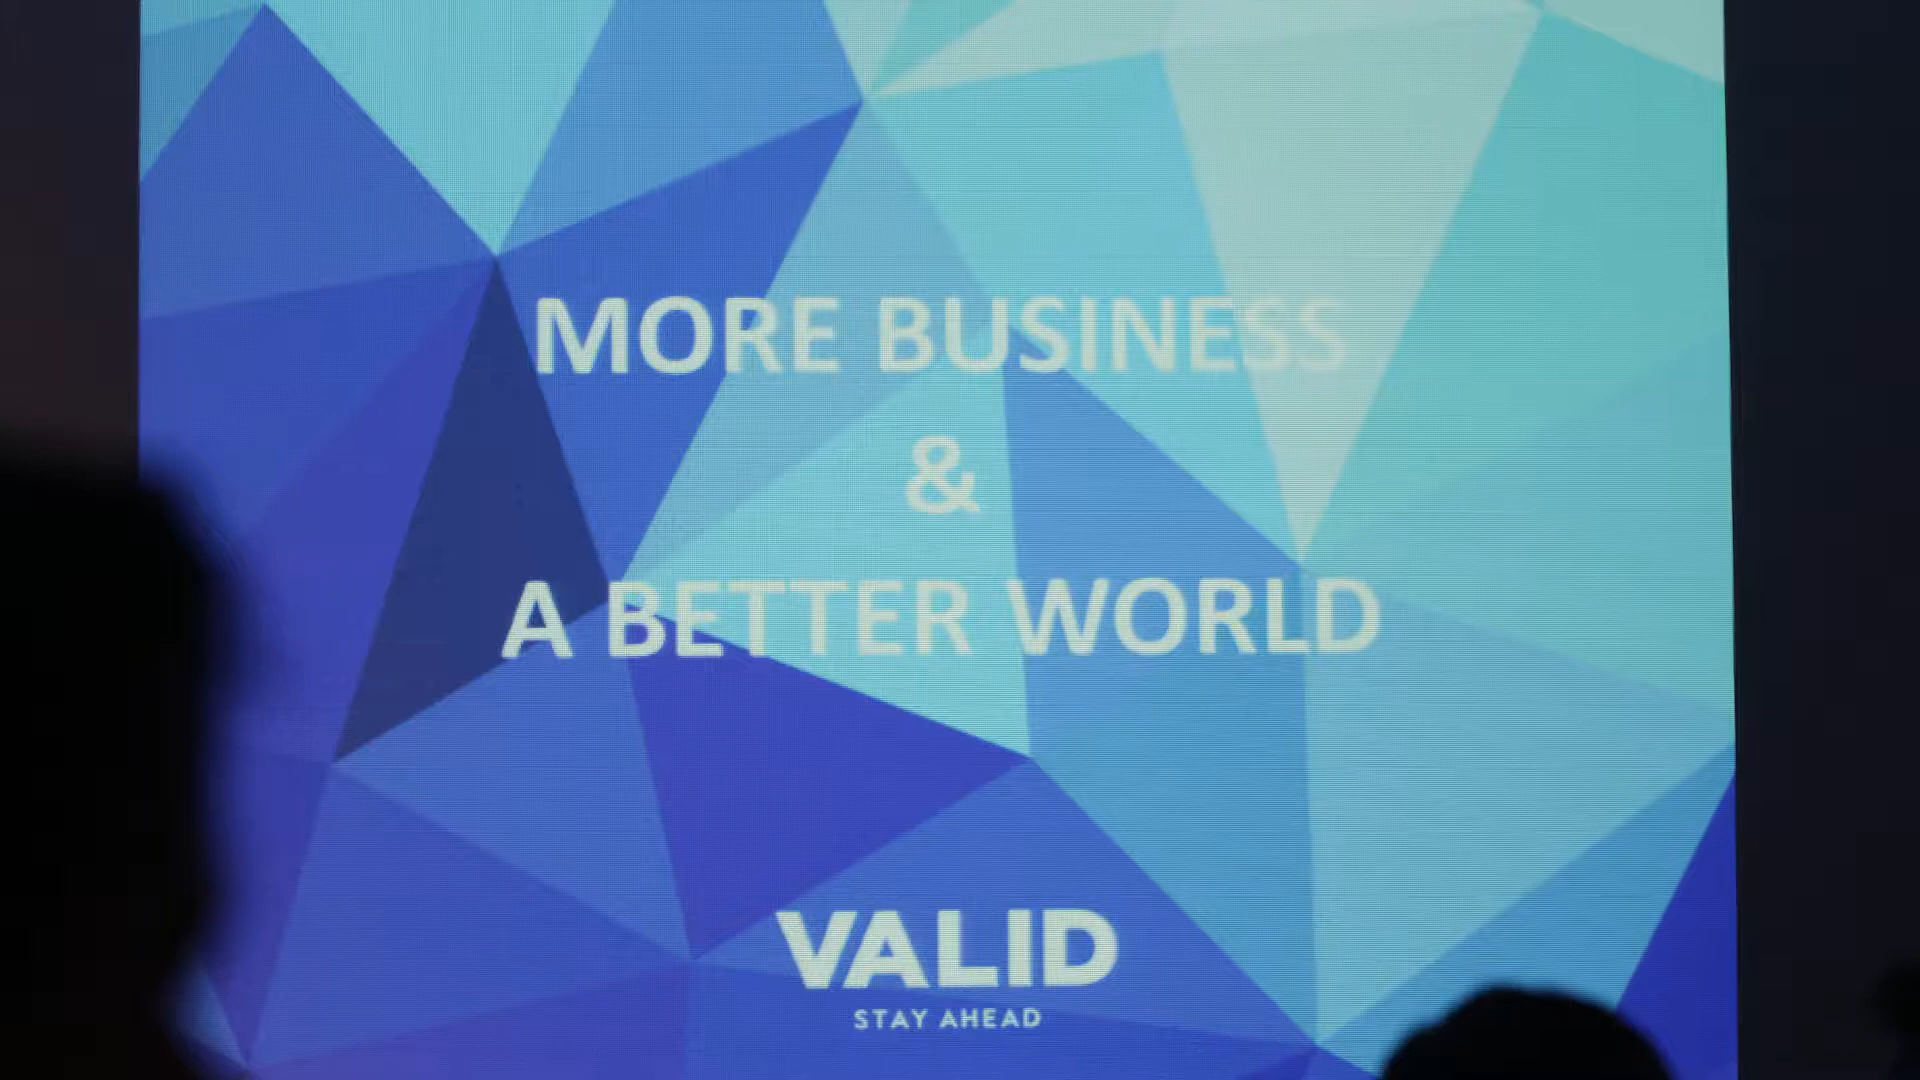 MORE BUSINESS
&
A BETTER WORLD
VALID
STAY AHEAD